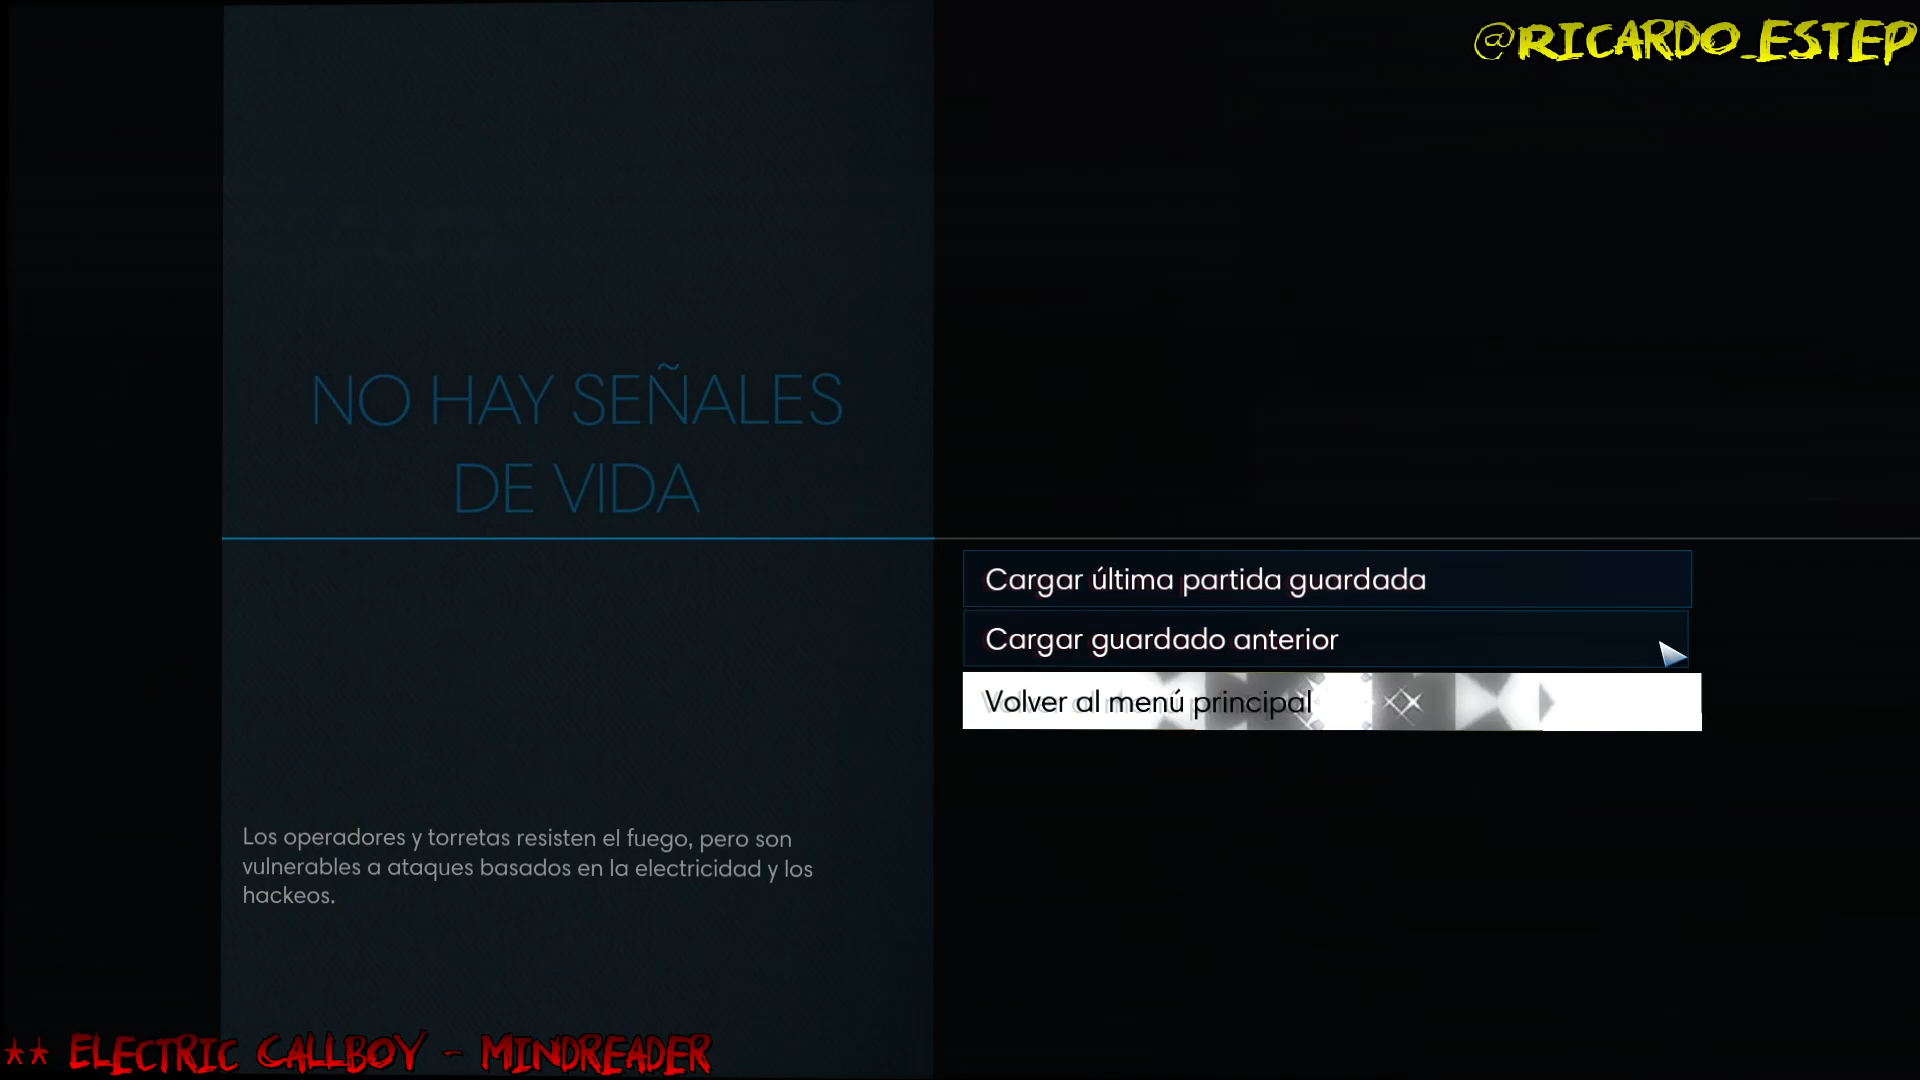 @RICARDO_ESTEP
NO HAY SEÑALES
DE VIDA
Cargar última partida guardada
Cargar guardado anterior
Volver al menú principal
Los operadores y torretas resisten el fuego, pero son
vulnerables a ataques basados en la electricidad y los
hackeos.
** ELECTRIC CALLBOY - MINDREADER